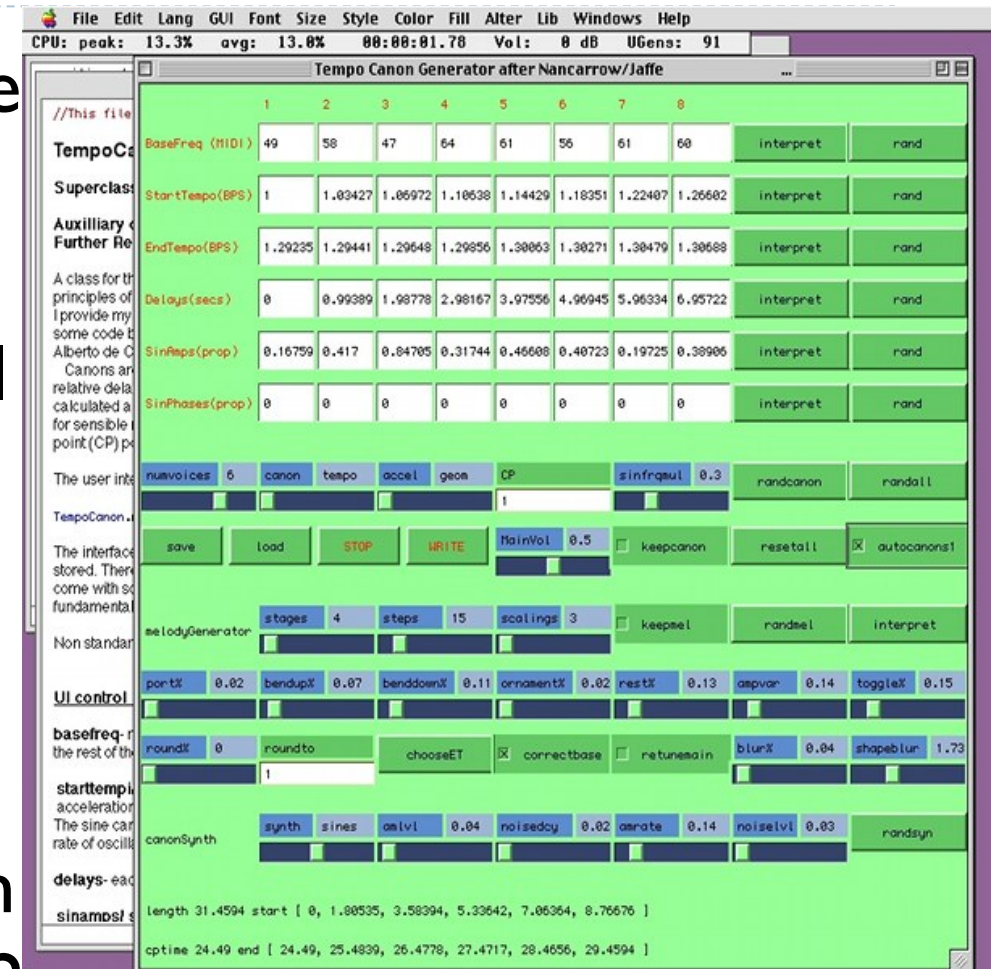 File Edit Lang GUI Font Size Style Color Fill Alter Lib Windows Help
CPU: peak: 13.3% avg: 13.0% 00:00:01.78 Vol: 0 dB UGens: 91
Tempo Canon Generator after Nancarrow/Jaffe ...
e
d
n
//This file
TempoCa
Superclass
Auxilliary
Further Re
A class for th
principles of
I provide my
some code b
Alberto de C
Canons are
relative dela
calculated a
for sensible
point (CP) p
The user inte
TempoCanon.
The interface
stored. There
come with so
fundamental
Non standar
UI control
basefreq- r
the rest of the
starttempi
acceleration
The sine can
rate of oscill
delays- eac
sinamps/ s
1 2 3 4 5 6 7 8
BaseFreq (MIDI) 49 58 47 64 61 56 61 60 interpret rand
StartTempo(BPS) 1 1.03427 1.06972 1.10638 1.14429 1.18351 1.22407 1.26602 interpret rand
EndTempo(BPS) 1.29235 1.29441 1.29648 1.29856 1.30063 1.30271 1.30479 1.30688 interpret rand
Delays(secs) 0 0.99389 1.98778 2.98167 3.97556 4.96945 5.96334 6.95722 interpret rand
SinAmps(prop) 0.16759 0.417 0.84705 0.31744 0.46608 0.40723 0.19725 0.38906 interpret rand
SinPhases(prop) 0 0 0 0 0 0 0 0 interpret rand
numvoices 6 canon tempo accel geom CP sinfrqmul 0.3 randcanon randall
1
save load STOP WRITE MainVol 0.5 keepcanon resetall autocanons1
melodyGenerator stages 4 steps 15 scalings 3 keepmel randmel interpret
port% 0.02 bendup% 0.07 benddown% 0.11 ornament% 0.02 rest% 0.13 ampvar 0.14 toggle% 0.15
round% 0 roundto chooseET correctbase retunemain blur% 0.04 shapeblur 1.73
1
canonSynth synth sines amlvl 0.04 noisedcy 0.02 amrate 0.14 noiselvl 0.03 randsyn
length 31.4594 start [ 0, 1.80535, 3.58394, 5.33642, 7.06364, 8.76676 ]
cptime 24.49 end [ 24.49, 25.4839, 26.4778, 27.4717, 28.4656, 29.4594 ]